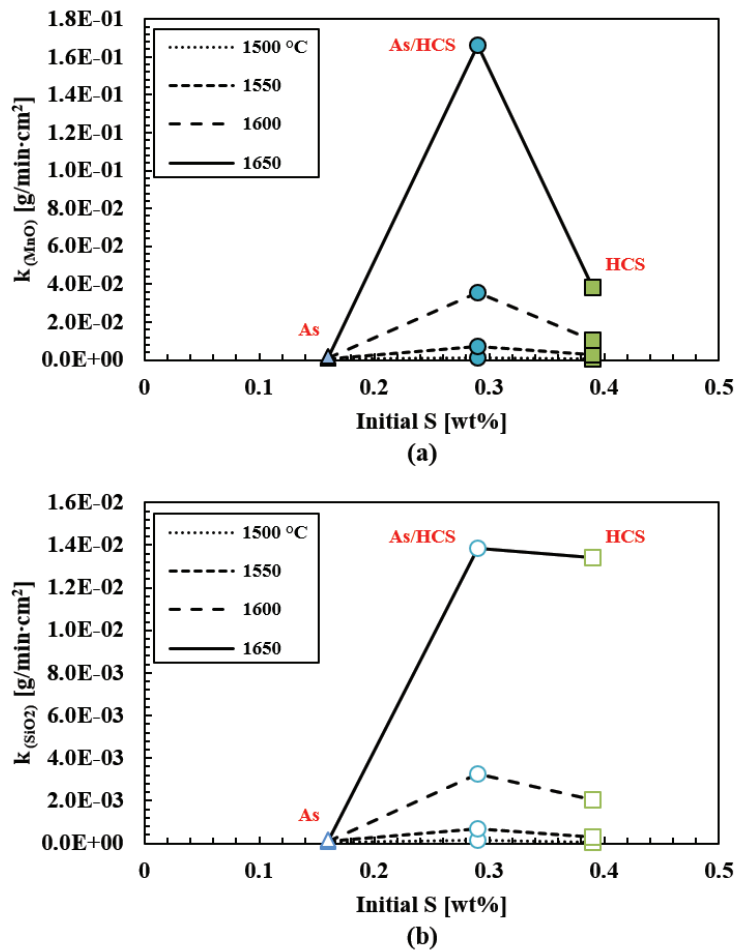 1.8E-01
1.6E-01
1.4E-01
1.2E-01
1.0E-01
8.0E-02
6.0E-02
4.0E-02
2.0E-02
0.0E+00
k(MnO) [g/min·cm²]
1500 °C
1550
1600
1650
As/HCS
HCS
As
0 0.1 0.2 0.3 0.4 0.5
Initial S [wt%]
(a)
1.6E-02
1.4E-02
1.2E-02
1.0E-02
8.0E-03
6.0E-03
4.0E-03
2.0E-03
0.0E+00
k(SiO2) [g/min·cm²]
1500 °C
1550
1600
1650
As/HCS
HCS
As
0 0.1 0.2 0.3 0.4 0.5
Initial S [wt%]
(b)